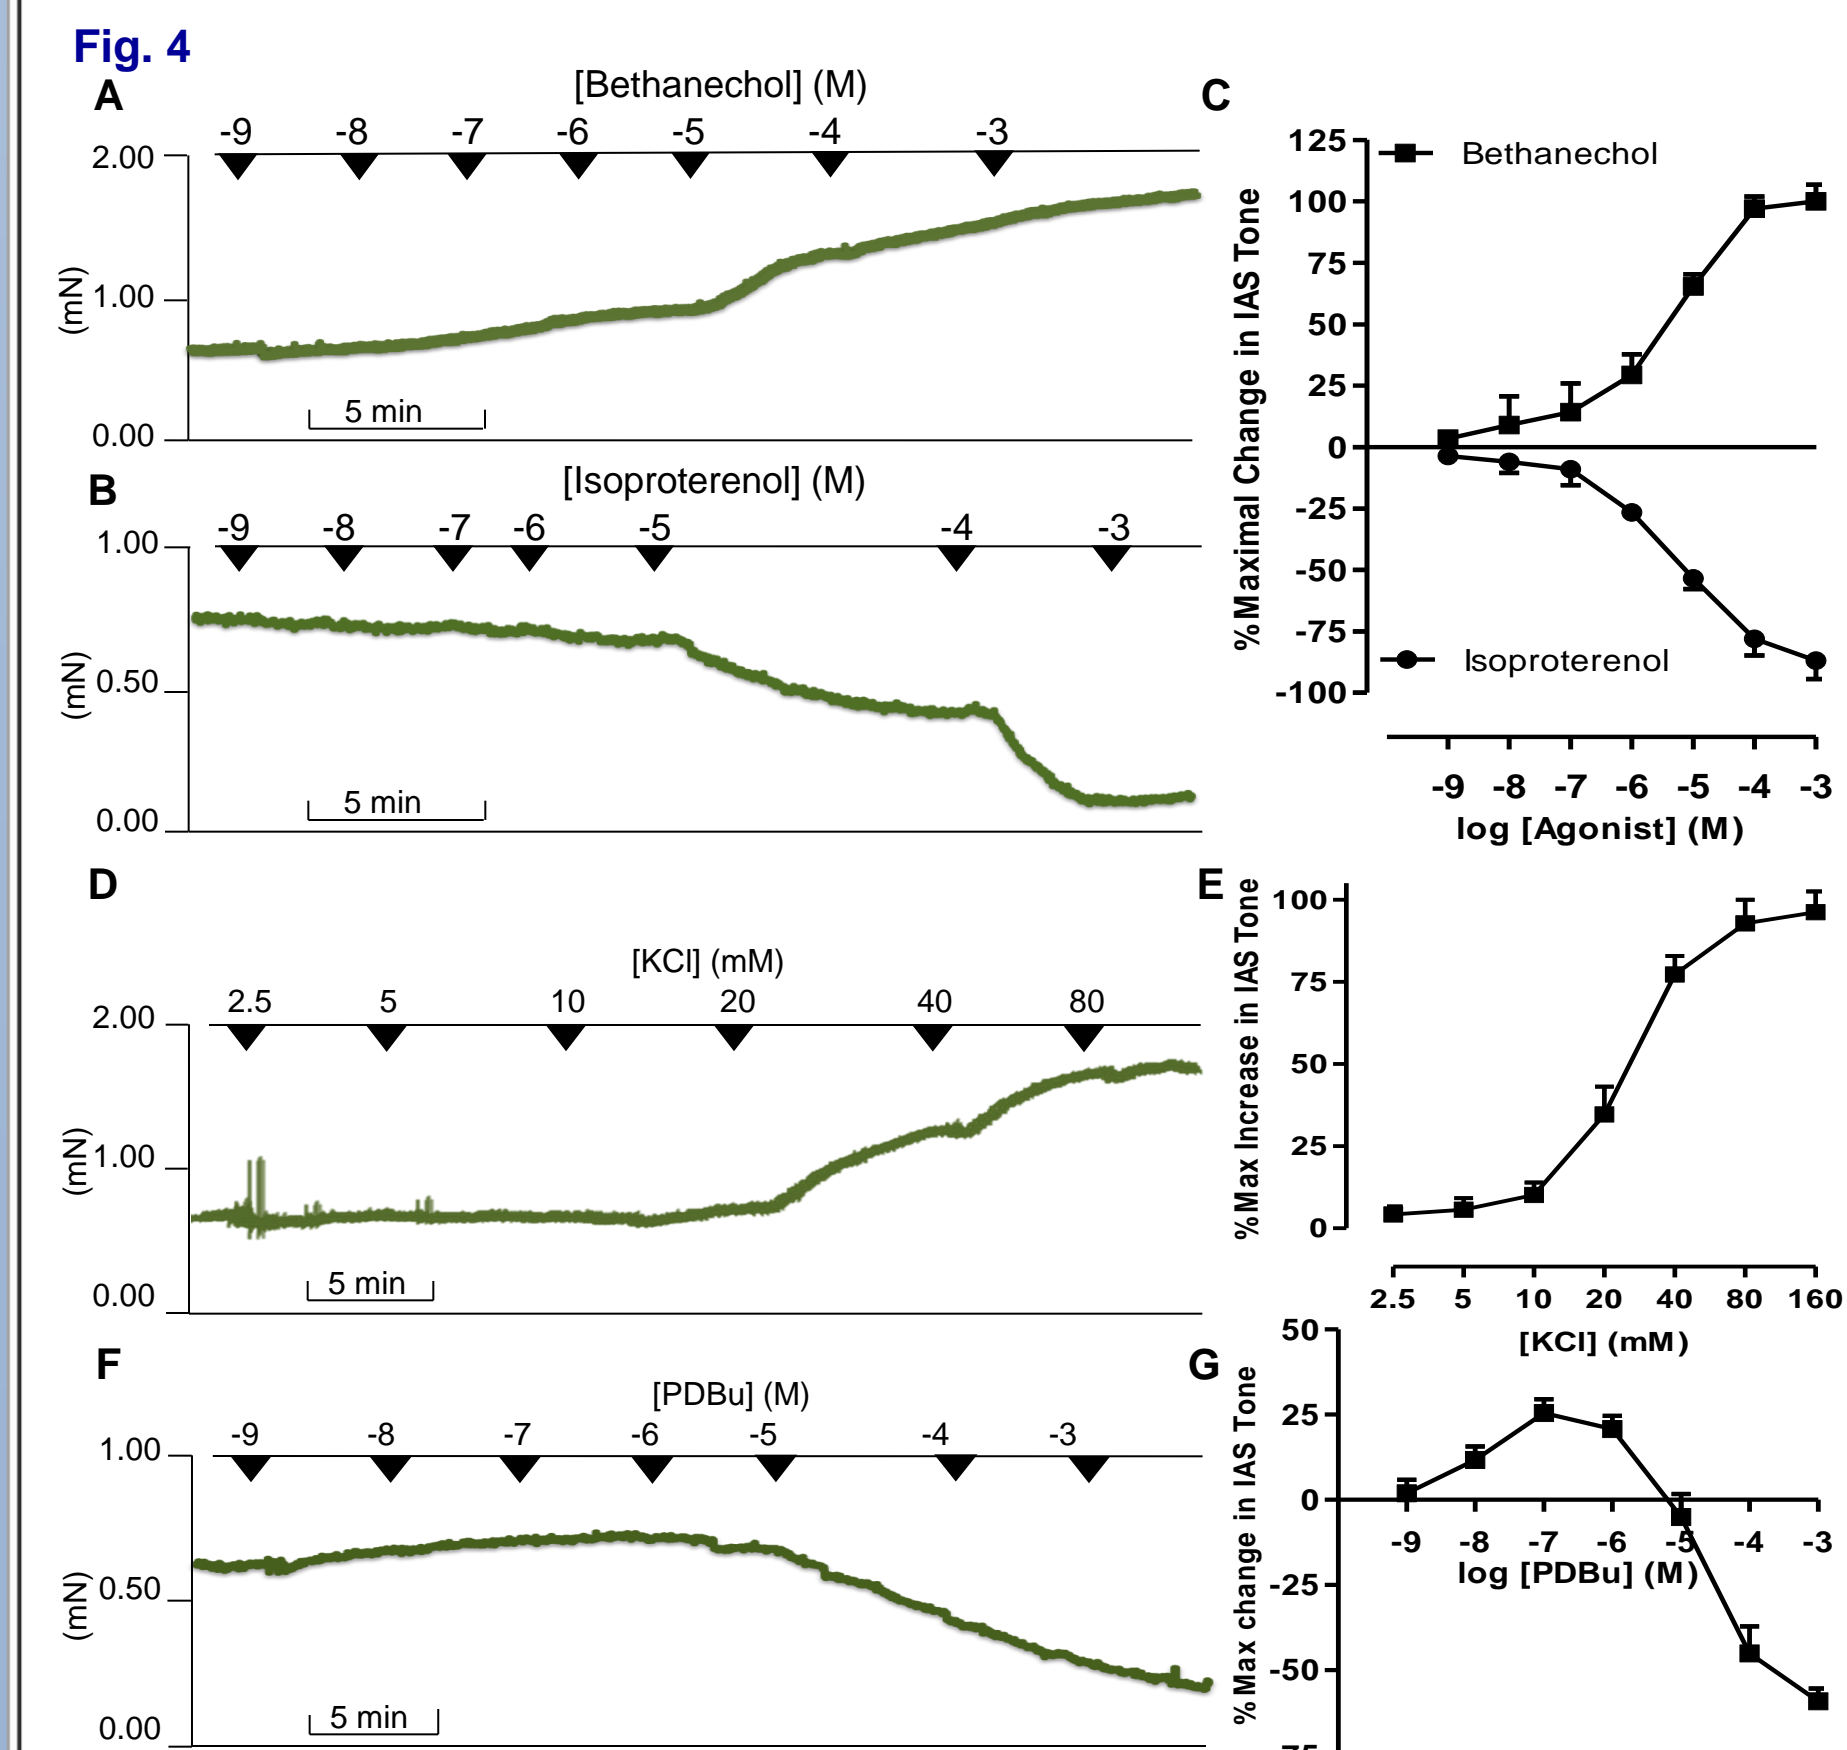 Fig. 4
A
[Bethanechol] (M)
-9 -8 -7 -6 -5 -4 -3
2.00
1.00
0.00
(mN)
5 min
B
[Isoproterenol] (M)
-9 -8 -7 -6 -5 -4 -3
1.00
0.50
0.00
(mN)
5 min
C
%Maximal Change in IAS Tone
125
100
75
50
25
0
-25
-50
-75
-100
Bethanechol
Isoproterenol
-9 -8 -7 -6 -5 -4 -3
log [Agonist] (M)
D
[KCl] (mM)
2.5 5 10 20 40 80
2.00
1.00
0.00
(mN)
5 min
E
%Max Increase in IAS Tone
100
75
50
25
0
2.5 5 10 20 40 80 160
[KCl] (mM)
F
[PDBu] (M)
-9 -8 -7 -6 -5 -4 -3
1.00
0.50
0.00
(mN)
5 min
G
%Max change in IAS Tone
50
25
0
-25
-50
-9 -8 -7 -6 -5 -4 -3
log [PDBu] (M)